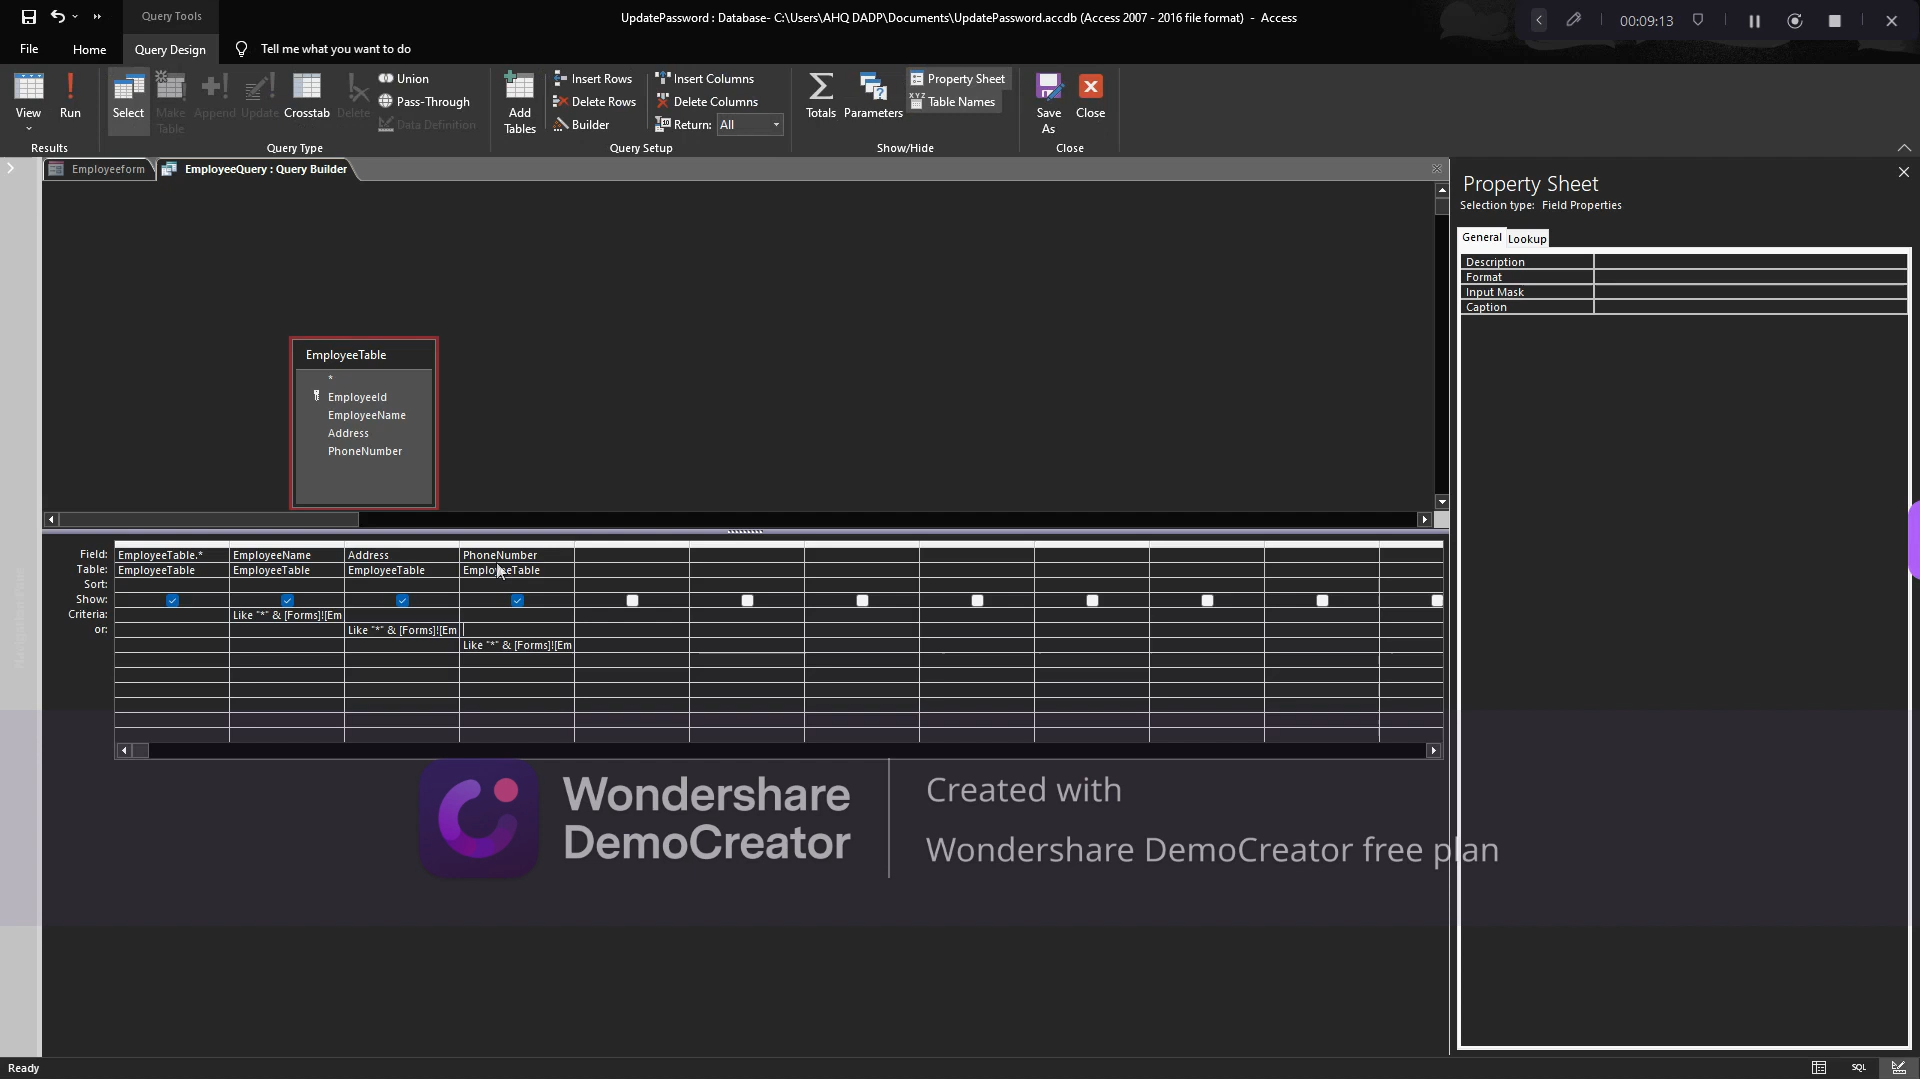 Query Tools
UpdatePassword : Database- C:\Users\AHQ DADP\Documents\UpdatePassword.accdb (Access 2007 - 2016 file format) - Access
00:09:13
File
Home
Query Design
Tell me what you want to do
View
Run
Select
Make Table
Append
Update
Crosstab
Delete
Union
Pass-Through
Data Definition
Add Tables
Insert Rows
Delete Rows
Builder
Insert Columns
Delete Columns
Return: All
Totals
Parameters
Property Sheet
Table Names
Save As
Close
Results
Query Type
Query Setup
Show/Hide
Close
Employeeform
EmployeeQuery : Query Builder
Property Sheet
Selection type: Field Properties
General
Lookup
Description
Format
Input Mask
Caption
EmployeeTable
*
EmployeeId
EmployeeName
Address
PhoneNumber
Field: EmployeeTable.* EmployeeName Address PhoneNumber
Table: EmployeeTable EmployeeTable EmployeeTable EmployeeTable
Sort:
Show:
Criteria: Like "*" & [Forms]![Em
or: Like "*" & [Forms]![Em
Like "*" & [Forms]![Em
Wondershare
DemoCreator
Created with
Wondershare DemoCreator free plan
Ready
SQL